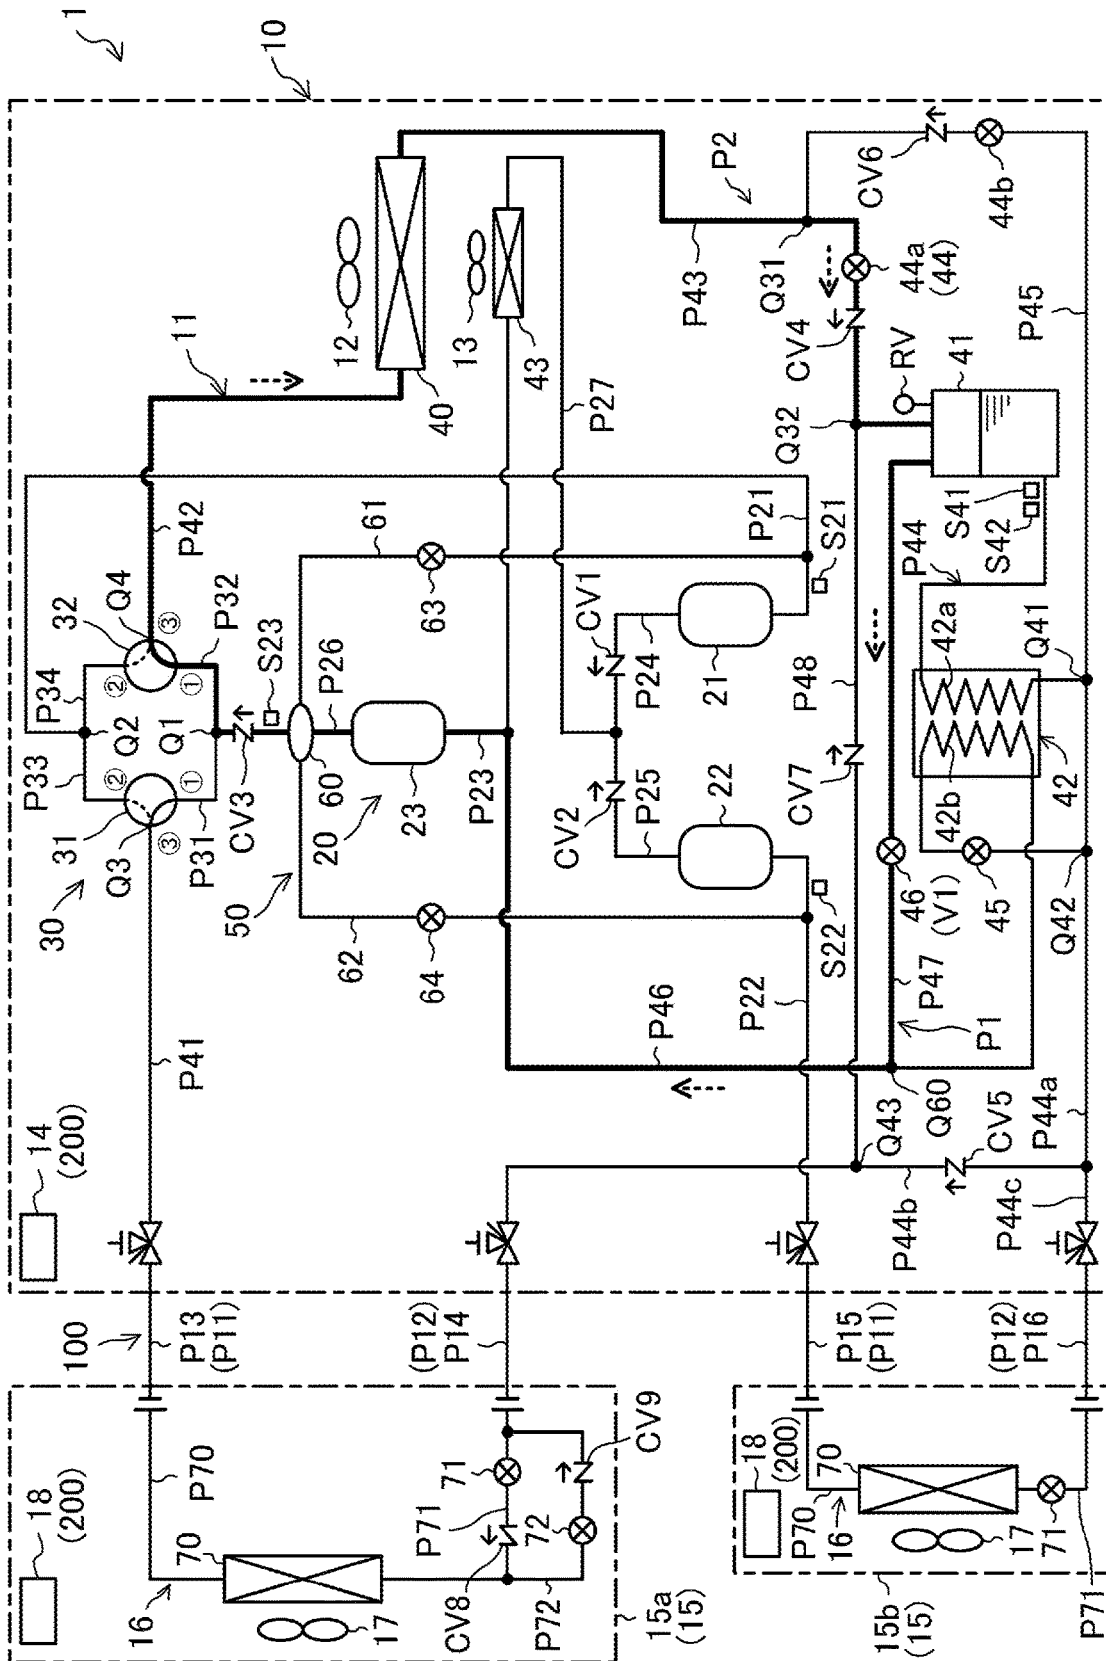 1
10
14
(200)
30
31
32
Q3
Q4
①
②
③
①
②
③
P33
P34
Q2
Q1
P31
P32
P42
P41
11
12
13
40
43
P27
CV3
S23
P26
60
50
20
23
P23
61
62
63
64
CV1
CV2
P24
P25
21
22
P21
P22
S21
S22
P46
P48
CV7
P43
P2
Q31
CV6
44b
44a
(44)
CV4
P45
RV
41
Q32
S41
S42
P44
42a
42b
42
Q41
Q42
45
46
(V1)
P47
P1
Q60
Q43
CV5
P44a
P44b
P44c
100
P13
(P11)
(P12)
P14
P15
(P11)
(P12)
P16
18
(200)
P70
70
16
17
P71
71
72
CV8
CV9
P72
15a
(15)
18
(200)
P70
70
16
17
71
P71
15b
(15)